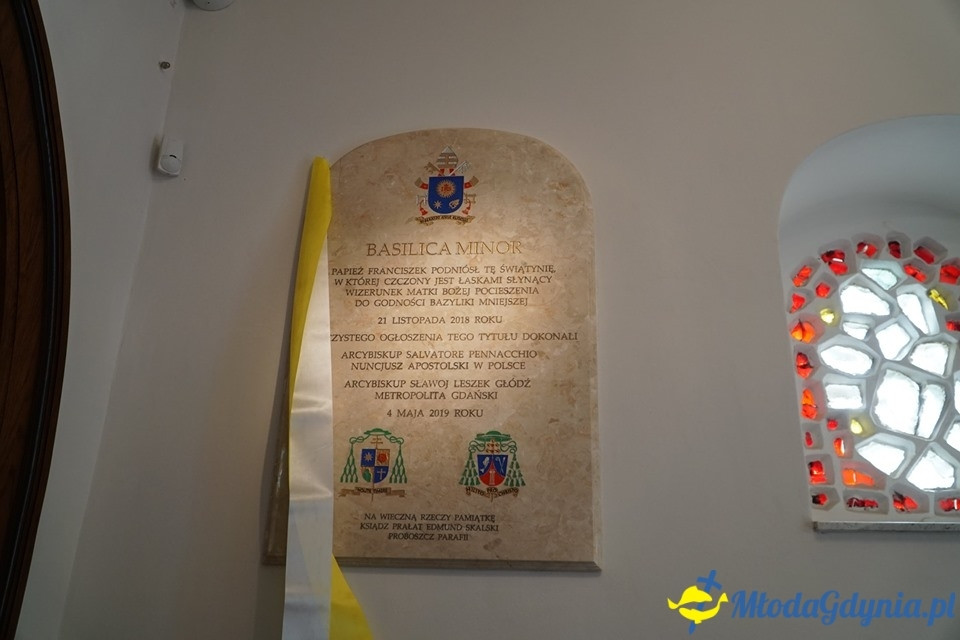 BASILICA MINOR
PAPIEŻ FRANCISZEK PODNIÓSŁ TĘ ŚWIĄTYNIĘ,
W KTÓREJ CZCZONY JEST ŁASKAMI SŁYNĄCY
WIZERUNEK MATKI BOŻEJ POCIESZENIA
DO GODNOŚCI BAZYLIKI MNIEJSZEJ
21 LISTOPADA 2018 ROKU
ZYSTEGO OGŁOSZENIA TEGO TYTUŁU DOKONALI
ARCYBISKUP SALVATORE PENNACCHIO
NUNCJUSZ APOSTOLSKI W POLSCE
ARCYBISKUP SŁAWOJ LESZEK GŁÓDŹ
METROPOLITA GDAŃSKI
4 MAJA 2019 ROKU
NA WIECZNĄ RZECZY PAMIĄTKĘ
KSIĄDZ PRAŁAT EDMUND SKALSKI
PROBOSZCZ PARAFII
MłodaGdynia.pl